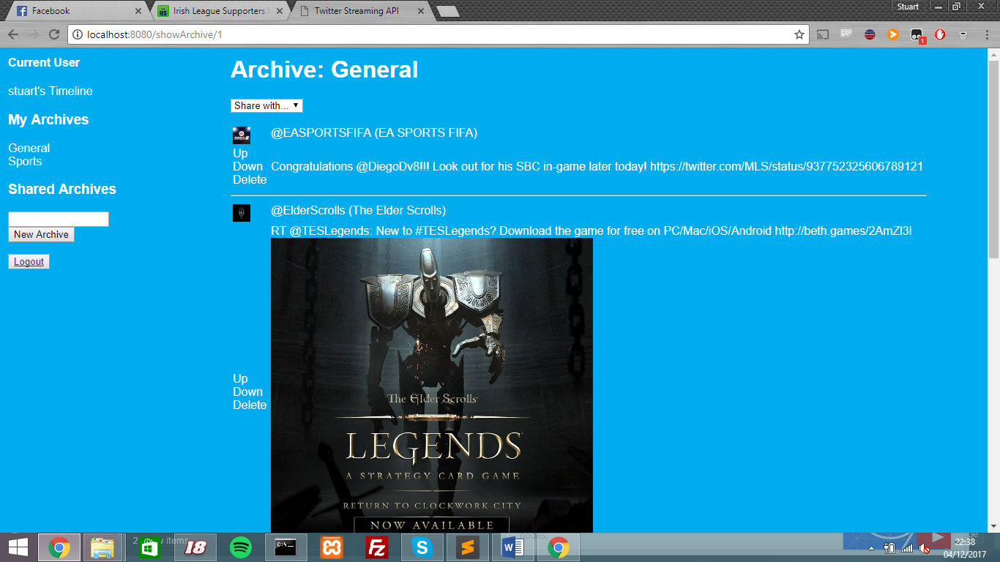 Facebook
Irish League Supporters
Twitter Streaming API
Stuart
localhost:8080/showArchive/1
CSF
1
Current User
stuart's Timeline
My Archives
General
Sports
Shared Archives
New Archive
Logout
Archive: General
Share with...
@EASPORTSFIFA (EA SPORTS FIFA)
Up
Down
Delete
Congratulations @DiegoDv8!!! Look out for his SBC in-game later today! https://twitter.com/MLS/status/937752325606789121
@ElderScrolls (The Elder Scrolls)
RT @TESLegends: New to #TESLegends? Download the game for free on PC/Mac/iOS/Android http://beth.games/2AmZl3I
Up
Down
Delete
The Elder Scrolls
LEGENDS
A STRATEGY CARD GAME
RETURN TO CLOCKWORK CITY
NOW AVAILABLE
items
nodes.
18
22:38
04/12/2017